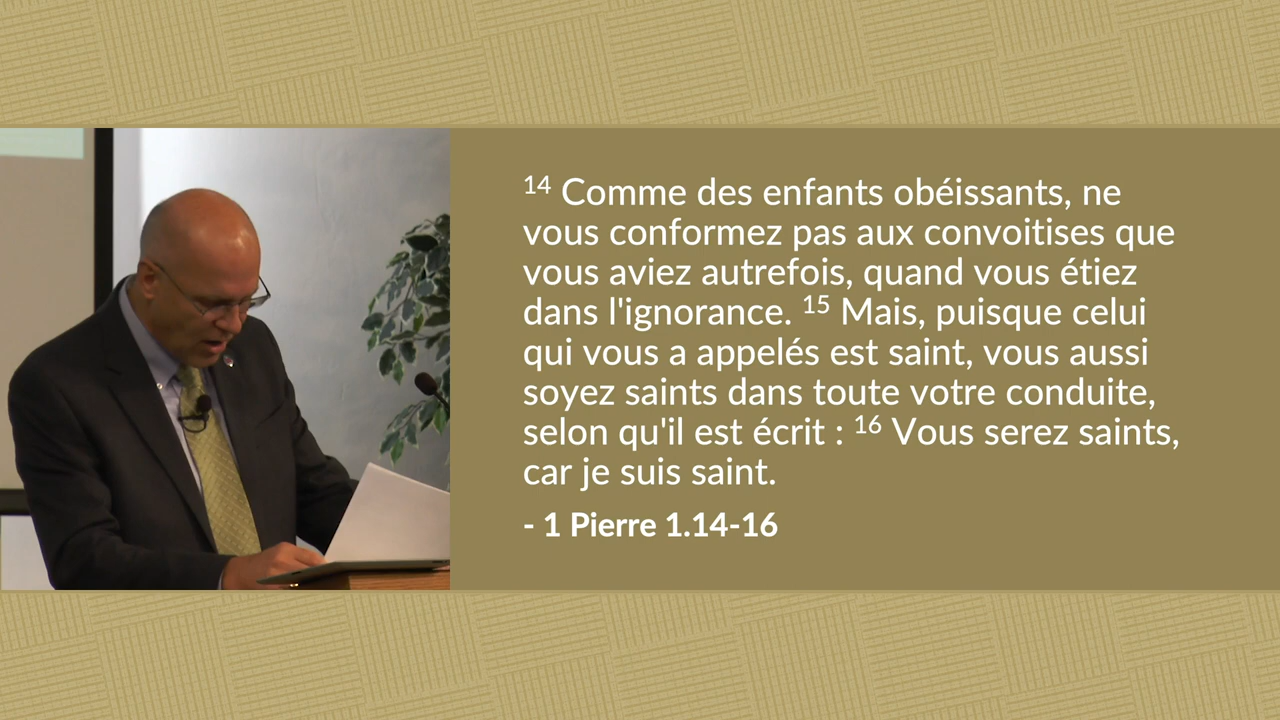 14 Comme des enfants obéissants, ne
vous conformez pas aux convoitises que
vous aviez autrefois, quand vous étiez
dans l'ignorance. 15 Mais, puisque celui
qui vous a appelés est saint, vous aussi
soyez saints dans toute votre conduite,
selon qu'il est écrit : 16 Vous serez saints,
car je suis saint.
- 1 Pierre 1.14-16